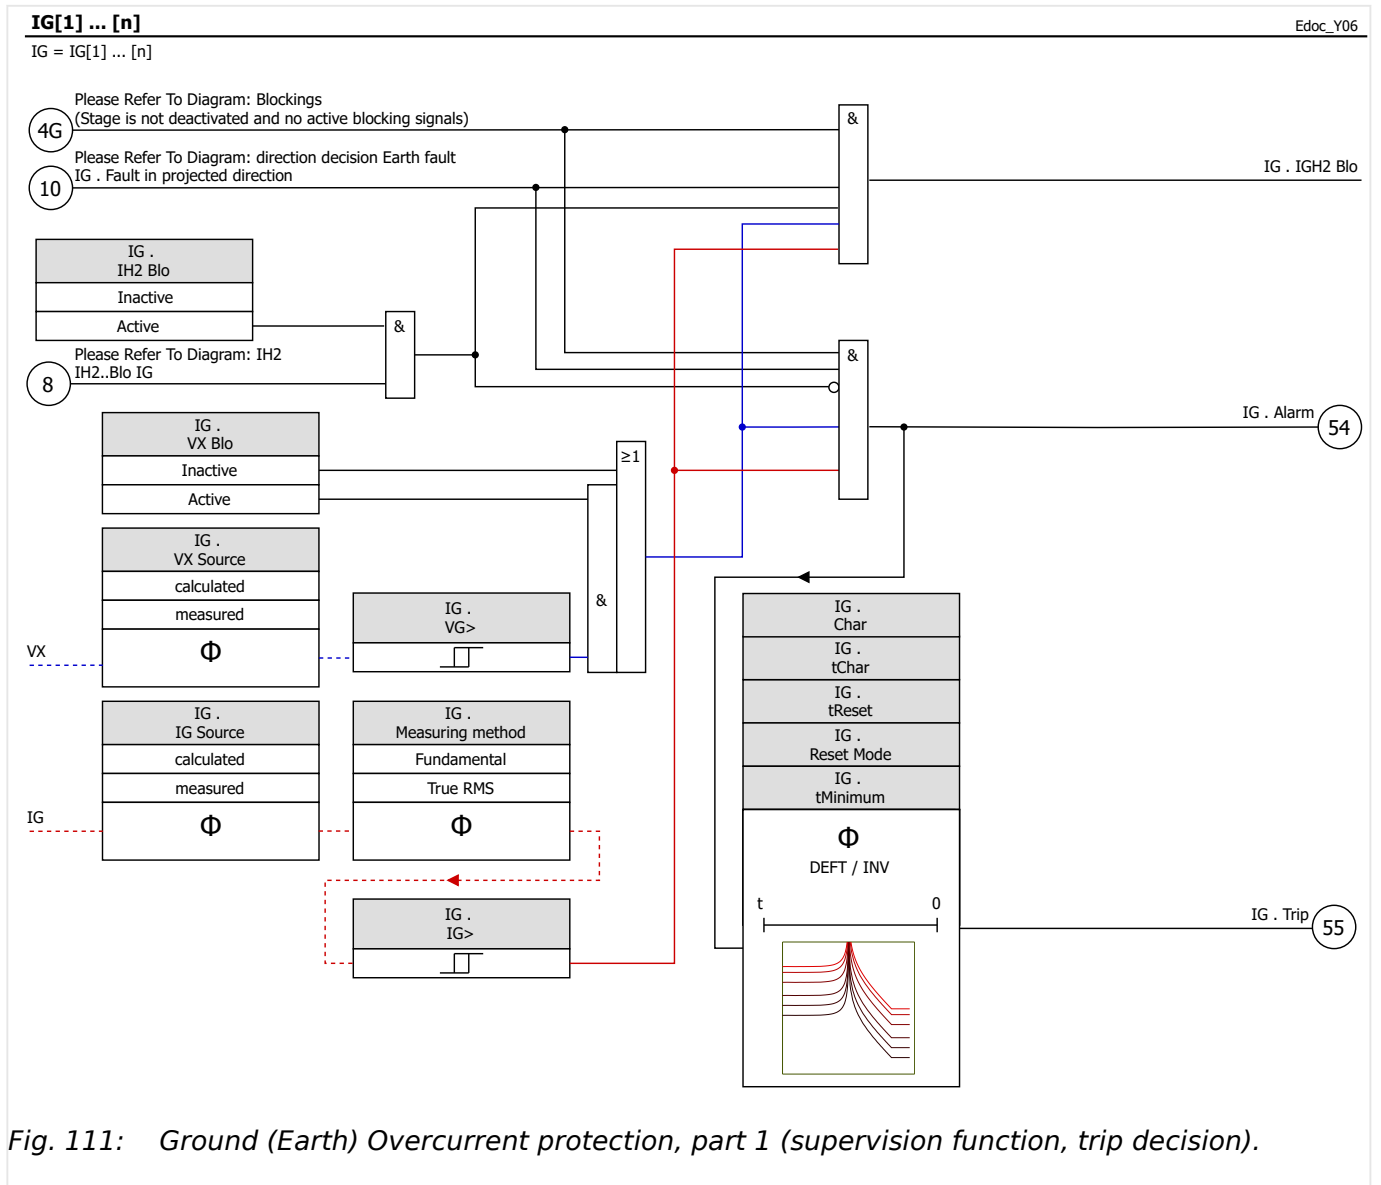 IG[1] ... [n]
Edoc_Y06
IG = IG[1] ... [n]
Please Refer To Diagram: Blockings
4G
(Stage is not deactivated and no active blocking signals)
&
Please Refer To Diagram: direction decision Earth fault
10
IG . Fault in projected direction
IG . IGH2 Blo
IG .
IH2 Blo
Inactive
Active
&
Please Refer To Diagram: IH2
8
IH2..Blo IG
&
IG . Alarm
54
IG .
VX Blo
Inactive
Active
≥1
&
IG .
VX Source
calculated
measured
Φ
VX
IG .
VG>
IG .
IG Source
calculated
measured
Φ
IG
IG .
Measuring method
Fundamental
True RMS
Φ
IG .
IG>
IG .
Char
IG .
tChar
IG .
tReset
IG .
Reset Mode
IG .
tMinimum
Φ
DEFT / INV
t
0
IG . Trip
55
Fig. 111: Ground (Earth) Overcurrent protection, part 1 (supervision function, trip decision).